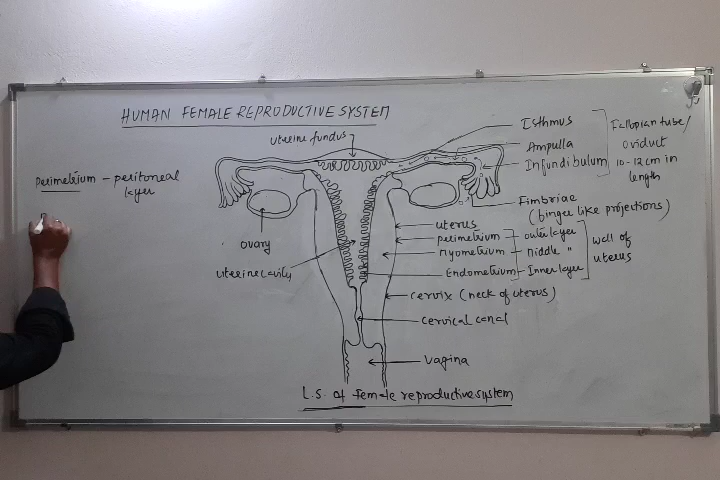 HUMAN FEMALE REPRODUCTIVE SYSTEM
uterine fundus
Isthmus
Ampulla
Infundibulum
Fallopian tube/
oviduct
10-12cm in
length
Perimetrium - peritoneal
layer
Fimbriae
(finger like projections)
ovary
uterine cavity
uterus
perimetrium - outer layer
Myometrium - Middle "
Endometrium - Inner layer
wall of
uterus
cervix (neck of uterus)
cervical canal
Vagina
L.S. of Female reproductive system